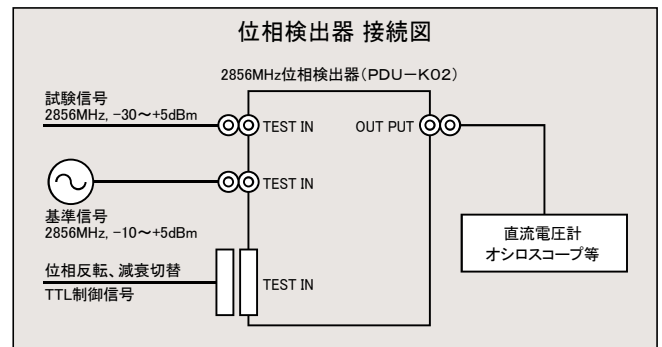 位相検出器 接続図
2856MHz位相検出器(PDU－K02)
試験信号
2856MHz, −30～+5dBm
TEST IN
OUT PUT
TEST IN
基準信号
2856MHz, −10～+5dBm
直流電圧計
オシロスコープ等
位相反転、減衰切替
TTL制御信号
TEST IN